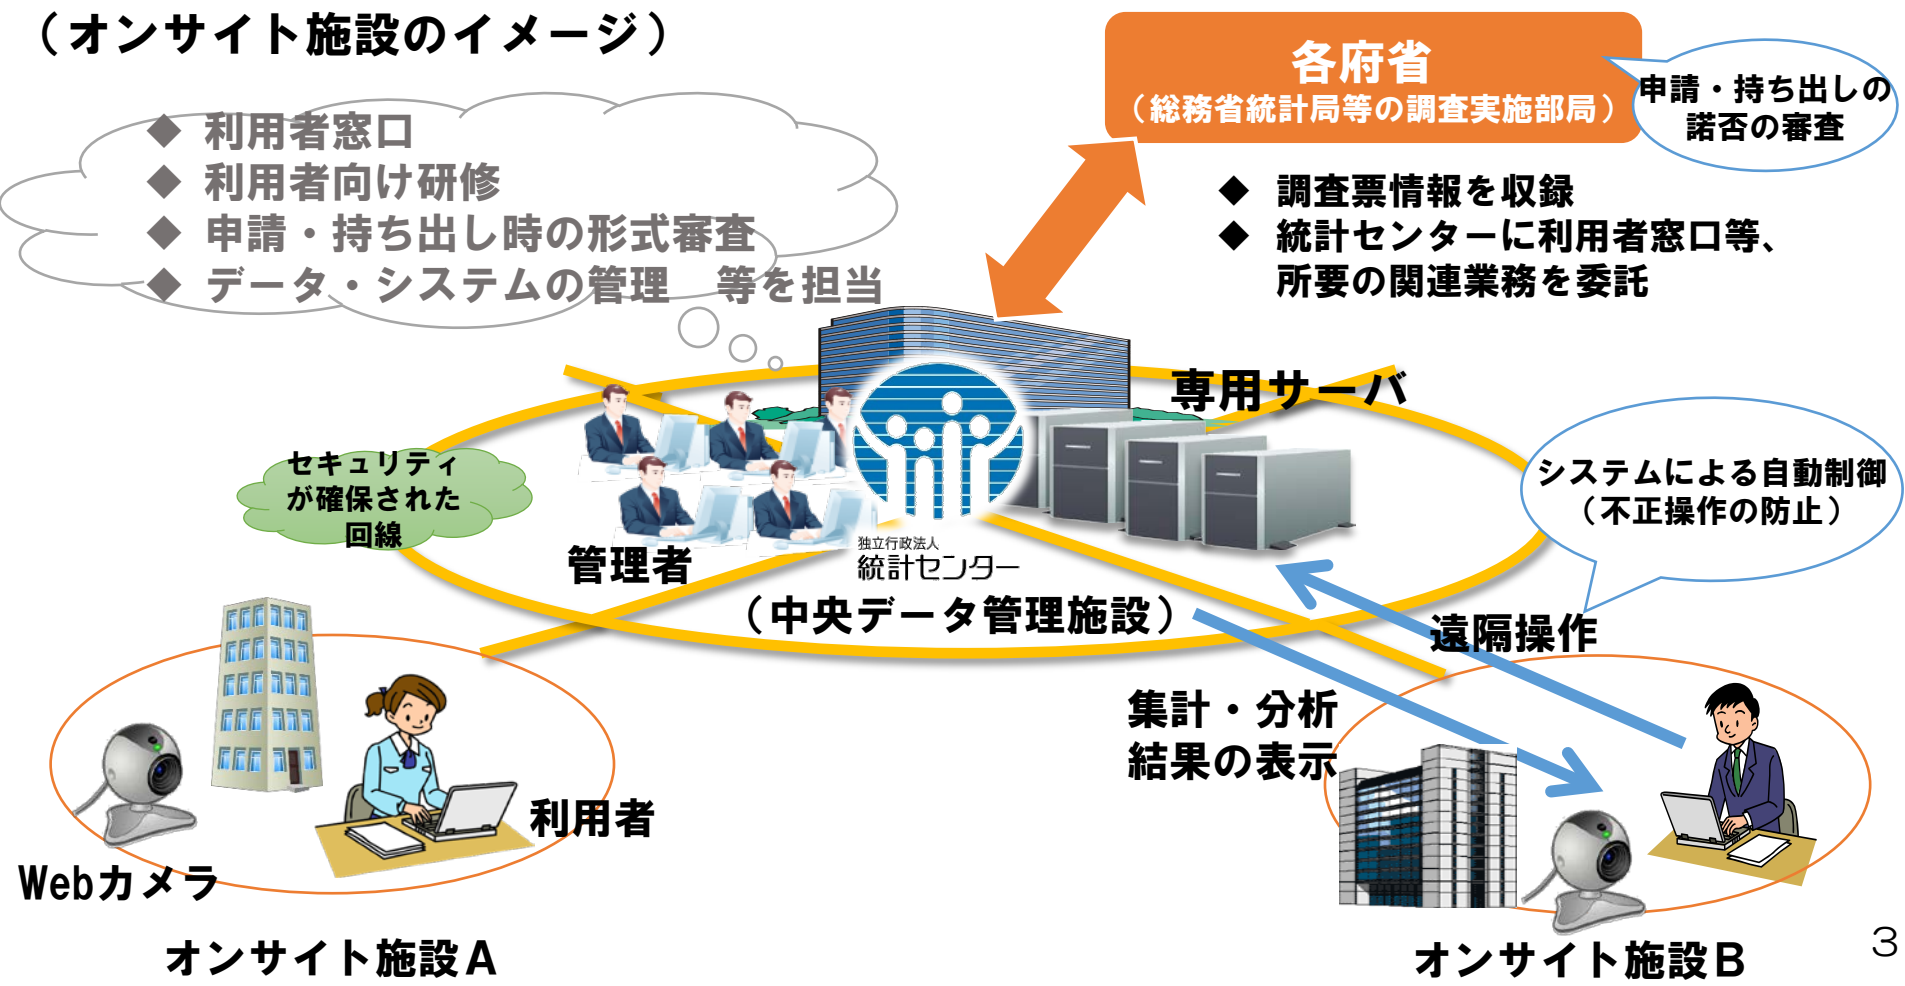 （オンサイト施設のイメージ）
各府省
（総務省統計局等の調査実施部局）
申請・持ち出しの
諾否の審査
◆ 利用者窓口
◆ 利用者向け研修
◆ 申請・持ち出し時の形式審査
◆ データ・システムの管理　等を担当
◆ 調査票情報を収録
◆ 統計センターに利用者窓口等、
所要の関連業務を委託
専用サーバ
セキュリティ
が確保された
回線
管理者
独立行政法人
統計センター
（中央データ管理施設）
システムによる自動制御
（不正操作の防止）
遠隔操作
集計・分析
結果の表示
利用者
Webカメラ
オンサイト施設Ａ
オンサイト施設Ｂ
3